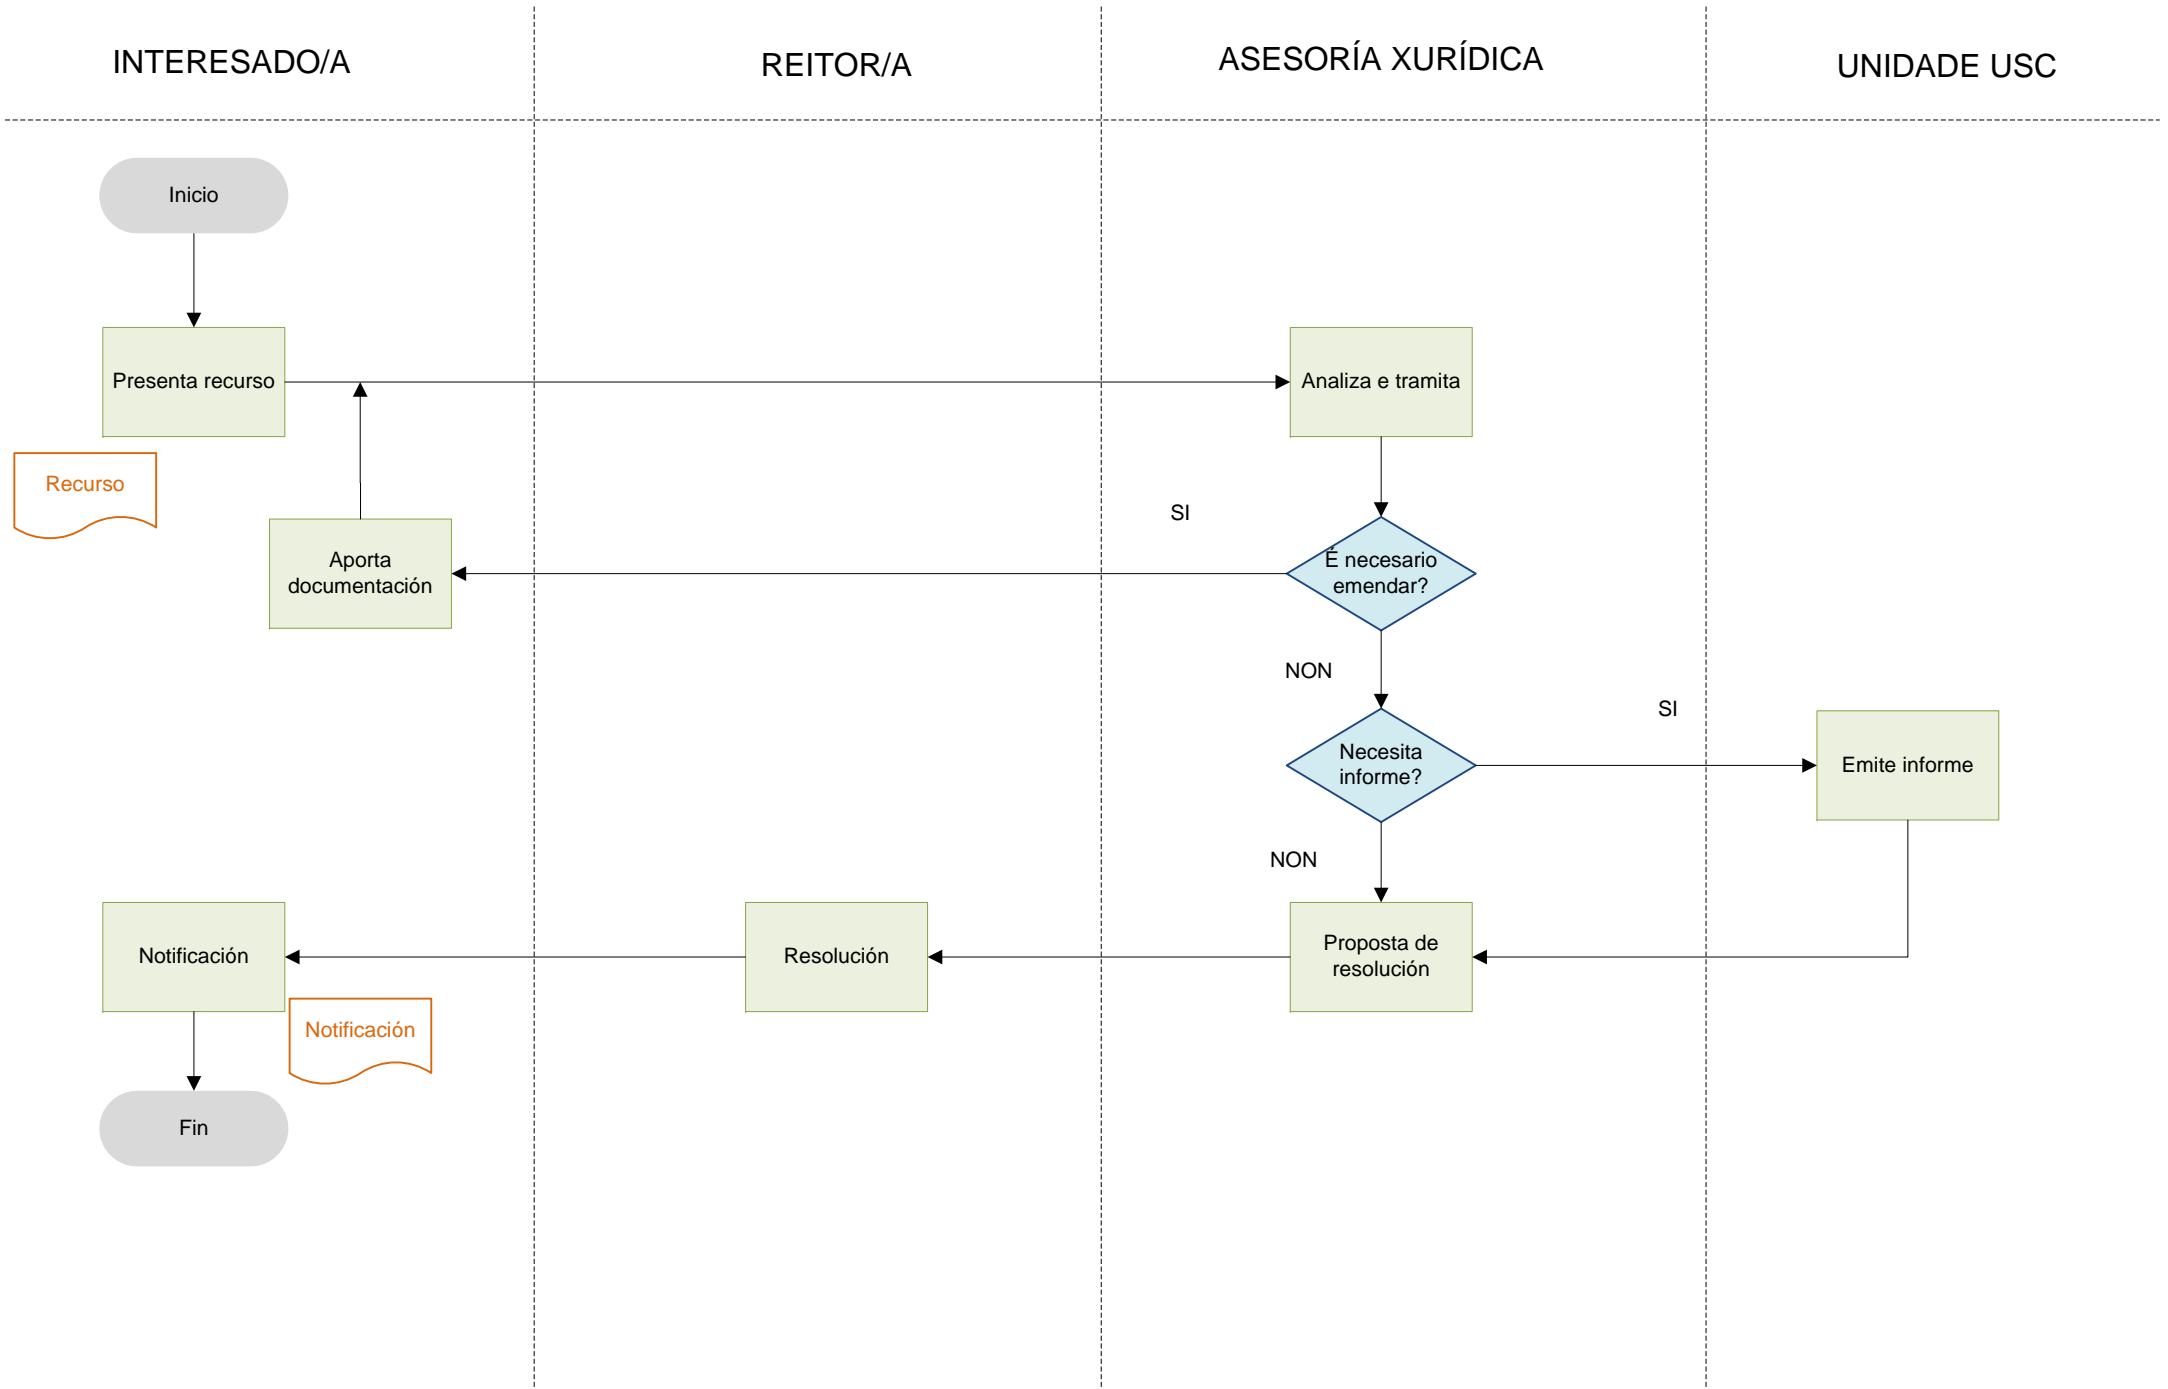 INTERESADO/A
REITOR/A
ASESORÍA XURÍDICA
UNIDADE USC
Inicio
Presenta recurso
Analiza e tramita
Recurso
SI
Aporta
documentación
É necesario
emendar?
NON
SI
Necesita
informe?
Emite informe
NON
Notificación
Resolución
Proposta de
resolución
Notificación
Fin